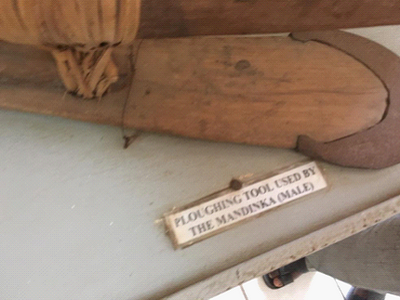 PLOUGHING TOOL USED BY
THE MANDINKA (MALE)